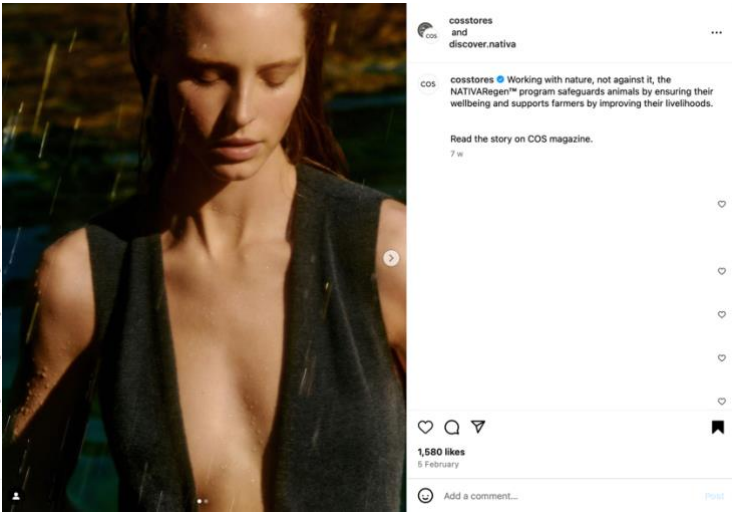 cosstores
and
discover.nativa
cos
COS
cosstores Working with nature, not against it, the
NATIVARegen™ program safeguards animals by ensuring their
wellbeing and supports farmers by improving their livelihoods.
Read the story on COS magazine.
7 w
1,580 likes
5 February
Add a comment...
Post